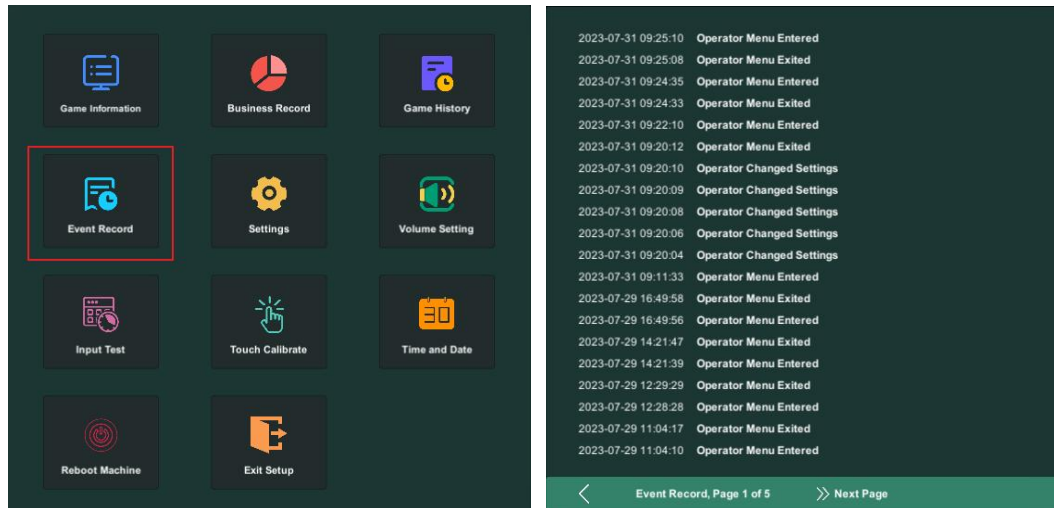 Game Information
Business Record
Game History
Event Record
Settings
Volume Setting
Input Test
Touch Calibrate
30
Time and Date
Reboot Machine
Exit Setup
2023-07-31 09:25:10 Operator Menu Entered
2023-07-31 09:25:08 Operator Menu Exited
2023-07-31 09:24:35 Operator Menu Entered
2023-07-31 09:24:33 Operator Menu Exited
2023-07-31 09:22:10 Operator Menu Entered
2023-07-31 09:20:12 Operator Menu Exited
2023-07-31 09:20:10 Operator Changed Settings
2023-07-31 09:20:09 Operator Changed Settings
2023-07-31 09:20:08 Operator Changed Settings
2023-07-31 09:20:06 Operator Changed Settings
2023-07-31 09:20:04 Operator Changed Settings
2023-07-31 09:11:33 Operator Menu Entered
2023-07-29 16:49:58 Operator Menu Exited
2023-07-29 16:49:56 Operator Menu Entered
2023-07-29 14:21:47 Operator Menu Exited
2023-07-29 14:21:39 Operator Menu Entered
2023-07-29 12:29:29 Operator Menu Exited
2023-07-29 12:28:28 Operator Menu Entered
2023-07-29 11:04:17 Operator Menu Exited
2023-07-29 11:04:10 Operator Menu Entered
Event Record, Page 1 of 5 Next Page